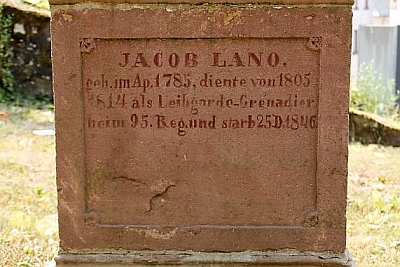 JACOB LANO.
geb. im Ap. 1785, diente von 1805
1814 als Leibgarde-Grenadier
beim 95. Reg. und starb 25 D. 1846